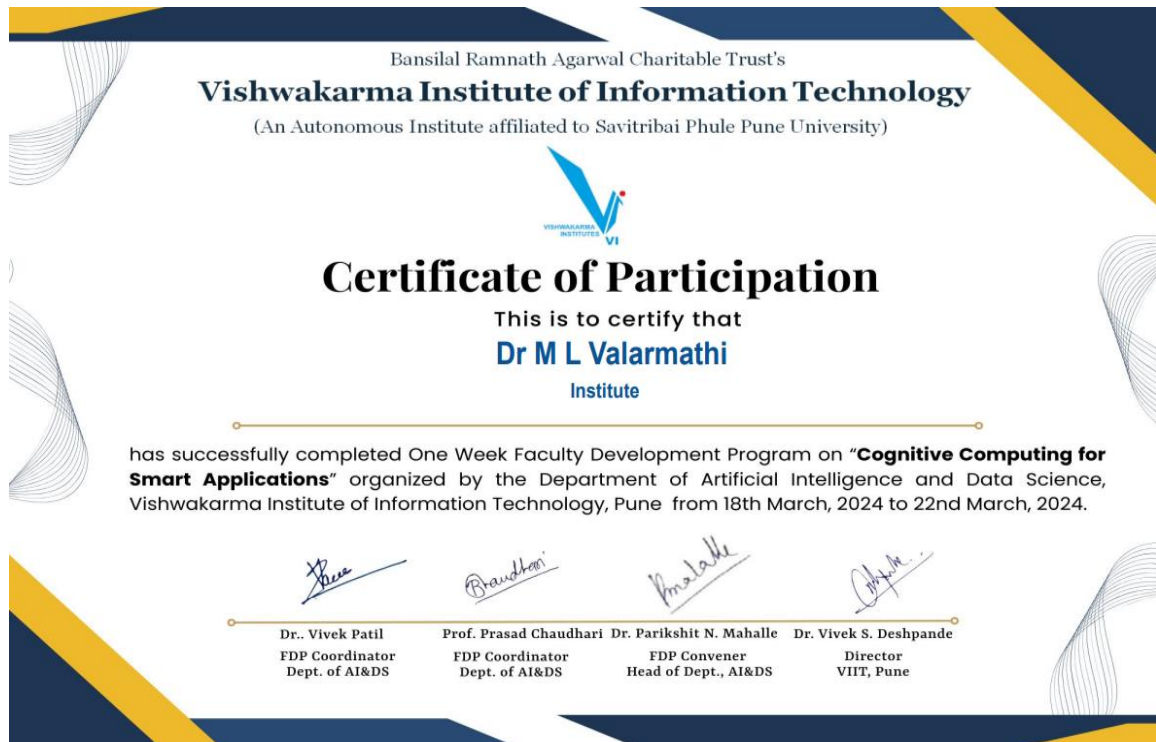 Bansilal Ramnath Agarwal Charitable Trust's
Vishwakarma Institute of Information Technology
(An Autonomous Institute affiliated to Savitribai Phule Pune University)
VISHWAKARMA
INSTITUTES
VI
Certificate of Participation
This is to certify that
Dr M L Valarmathi
Institute
has successfully completed One Week Faculty Development Program on “Cognitive Computing for
Smart Applications” organized by the Department of Artificial Intelligence and Data Science,
Vishwakarma Institute of Information Technology, Pune from 18th March, 2024 to 22nd March, 2024.
Dr.. Vivek Patil Prof. Prasad Chaudhari Dr. Parikshit N. Mahalle Dr. Vivek S. Deshpande
FDP Coordinator FDP Coordinator FDP Convener Director
Dept. of AI&DS Dept. of AI&DS Head of Dept., AI&DS VIIT, Pune